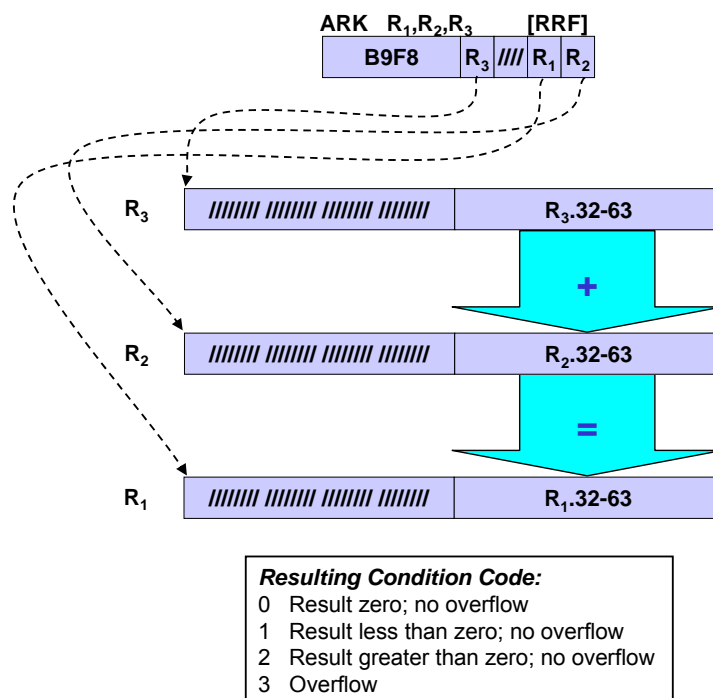 ARK R₁,R₂,R₃ [RRF]
B9F8 R₃ //// R₁ R₂
R₃ //////// //////// //////// //////// R₃.32-63
+
R₂ //////// //////// //////// //////// R₂.32-63
=
R₁ //////// //////// //////// //////// R₁.32-63
Resulting Condition Code:
0 Result zero; no overflow
1 Result less than zero; no overflow
2 Result greater than zero; no overflow
3 Overflow